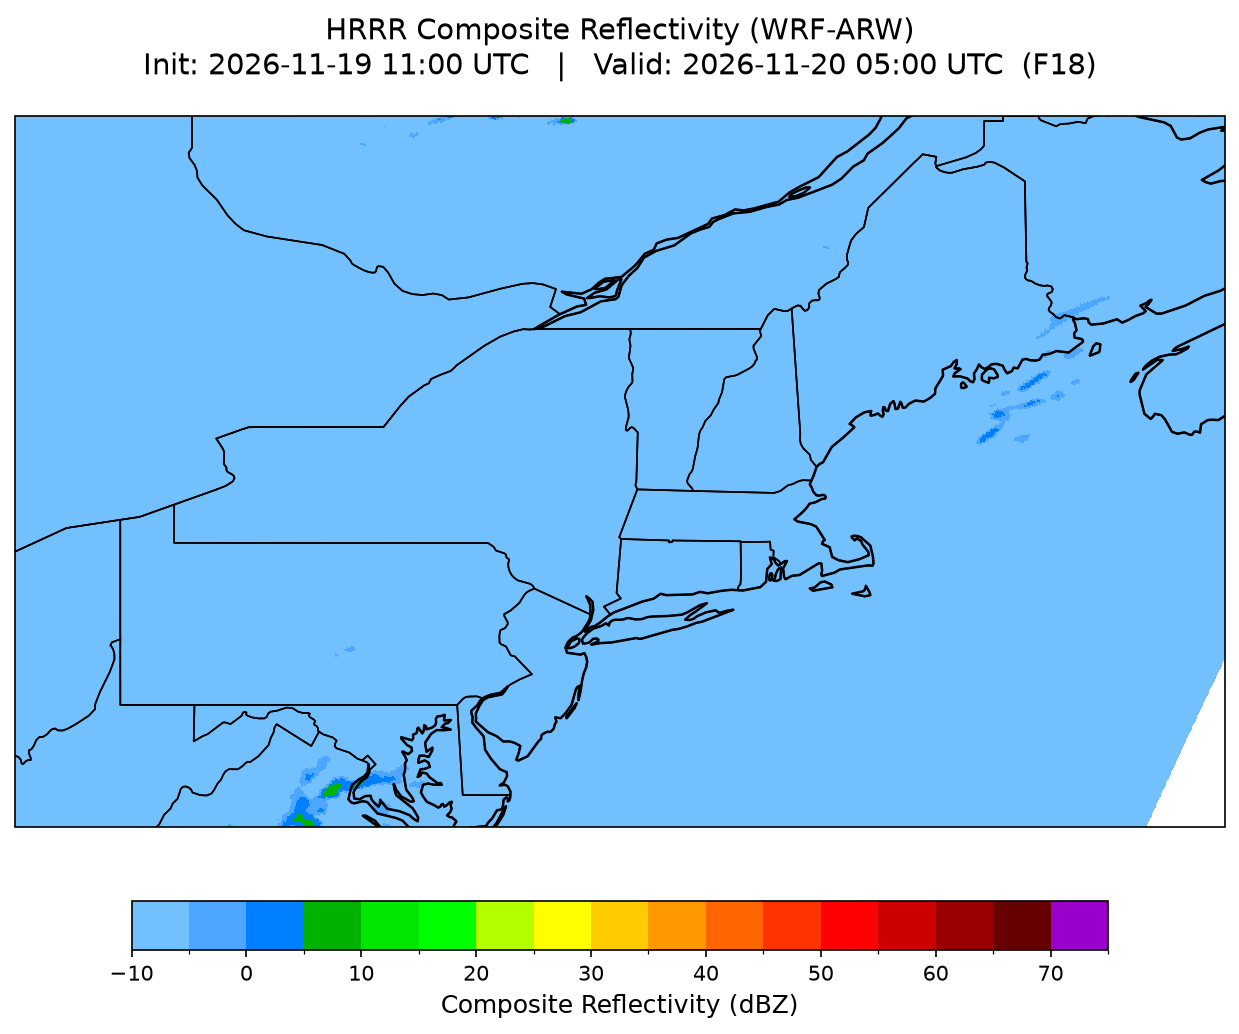 HRRR Composite Reflectivity (WRF-ARW)
Init: 2026-11-19 11:00 UTC   |   Valid: 2026-11-20 05:00 UTC  (F18)
−10 0 10 20 30 40 50 60 70
Composite Reflectivity (dBZ)